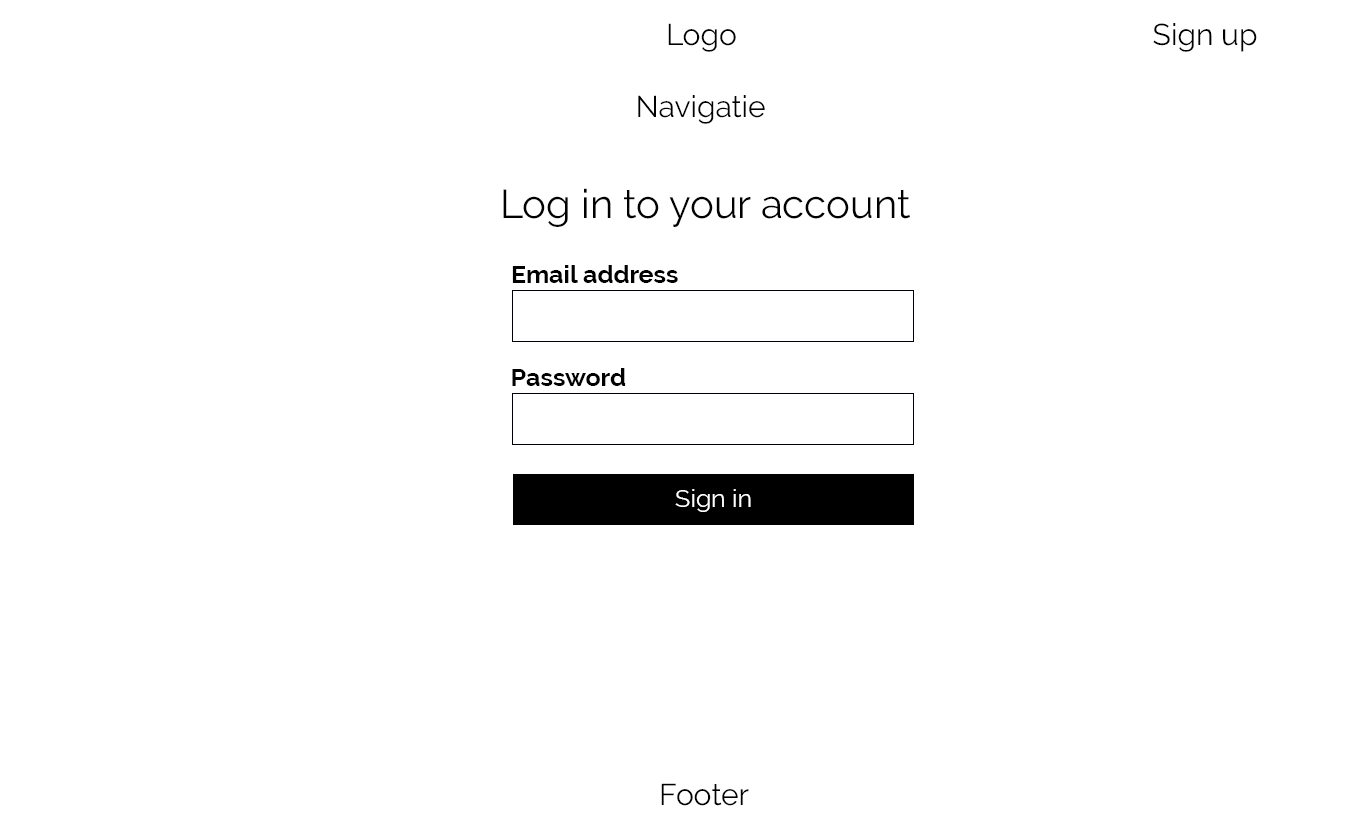 Logo
Sign up
Navigatie
Log in to your account
Email address
Password
Sign in
Footer